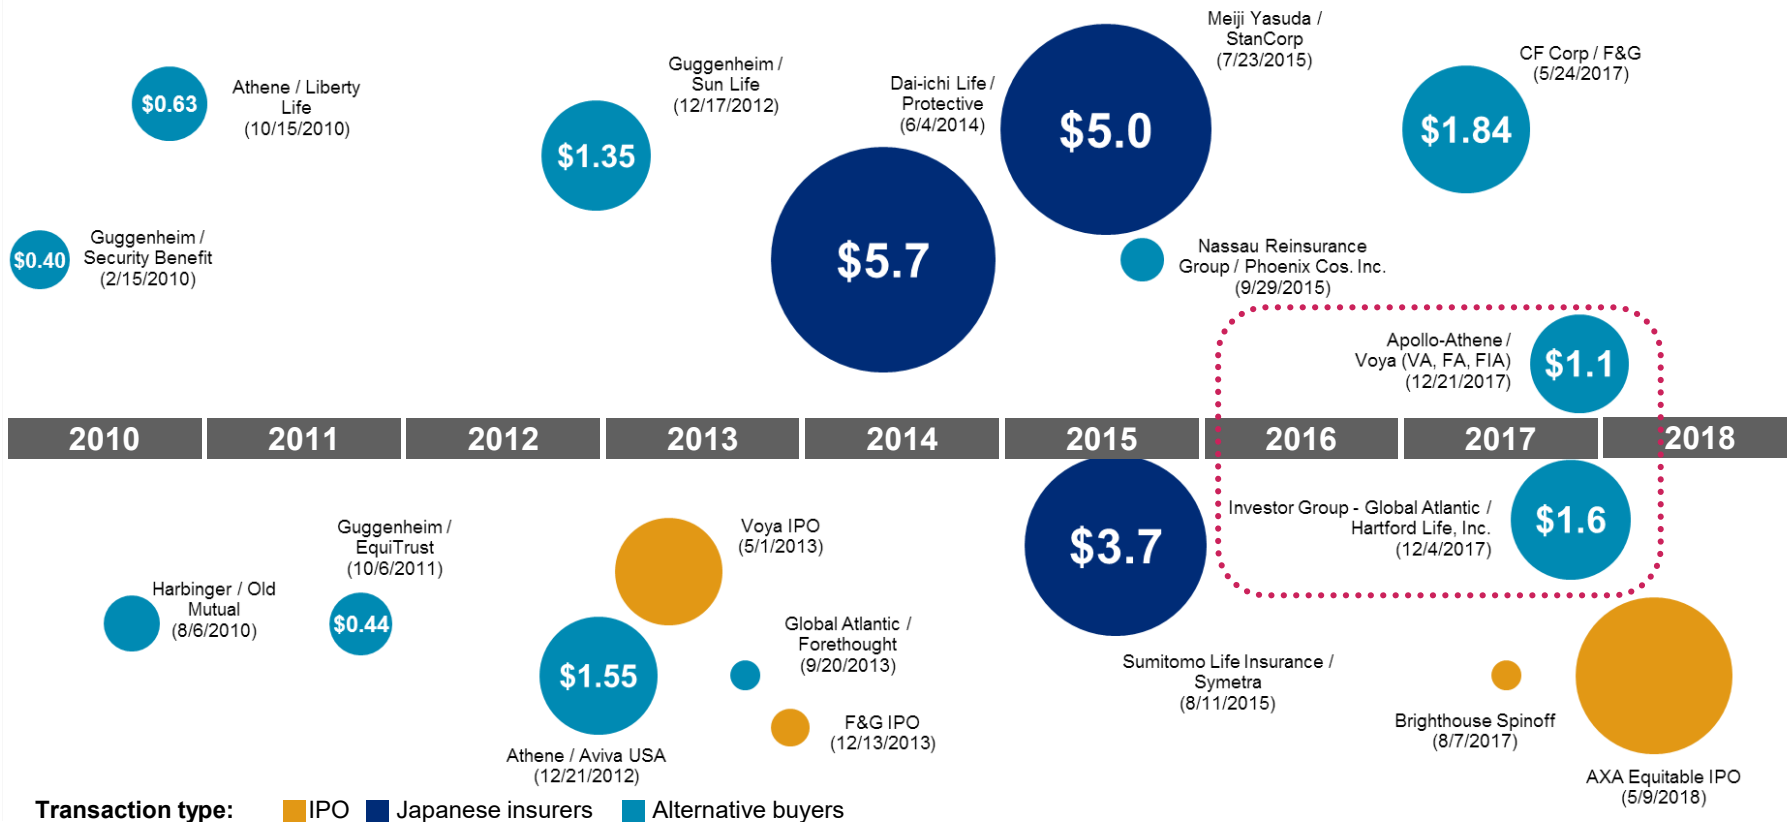 Meiji Yasuda /
StanCorp
(7/23/2015)
CF Corp / F&G
(5/24/2017)
Guggenheim /
Sun Life
(12/17/2012)
Dai-ichi Life /
Protective
(6/4/2014)
Athene / Liberty
Life
(10/15/2010)
$0.63
$1.35
$5.0
$1.84
Guggenheim /
Security Benefit
(2/15/2010)
$0.40
$5.7
Nassau Reinsurance
Group / Phoenix Cos. Inc.
(9/29/2015)
Apollo-Athene /
Voya (VA, FA, FIA)
(12/21/2017)
$1.1
2010 2011 2012 2013 2014 2015 2016 2017 2018
Guggenheim /
EquiTrust
(10/6/2011)
Voya IPO
(5/1/2013)
$3.7
Investor Group - Global Atlantic /
Hartford Life, Inc.
(12/4/2017)
$1.6
Harbinger / Old
Mutual
(8/6/2010)
$0.44
$1.55
Global Atlantic /
Forethought
(9/20/2013)
Sumitomo Life Insurance /
Symetra
(8/11/2015)
F&G IPO
(12/13/2013)
Brighthouse Spinoff
(8/7/2017)
Athene / Aviva USA
(12/21/2012)
AXA Equitable IPO
(5/9/2018)
Transaction type: IPO Japanese insurers Alternative buyers